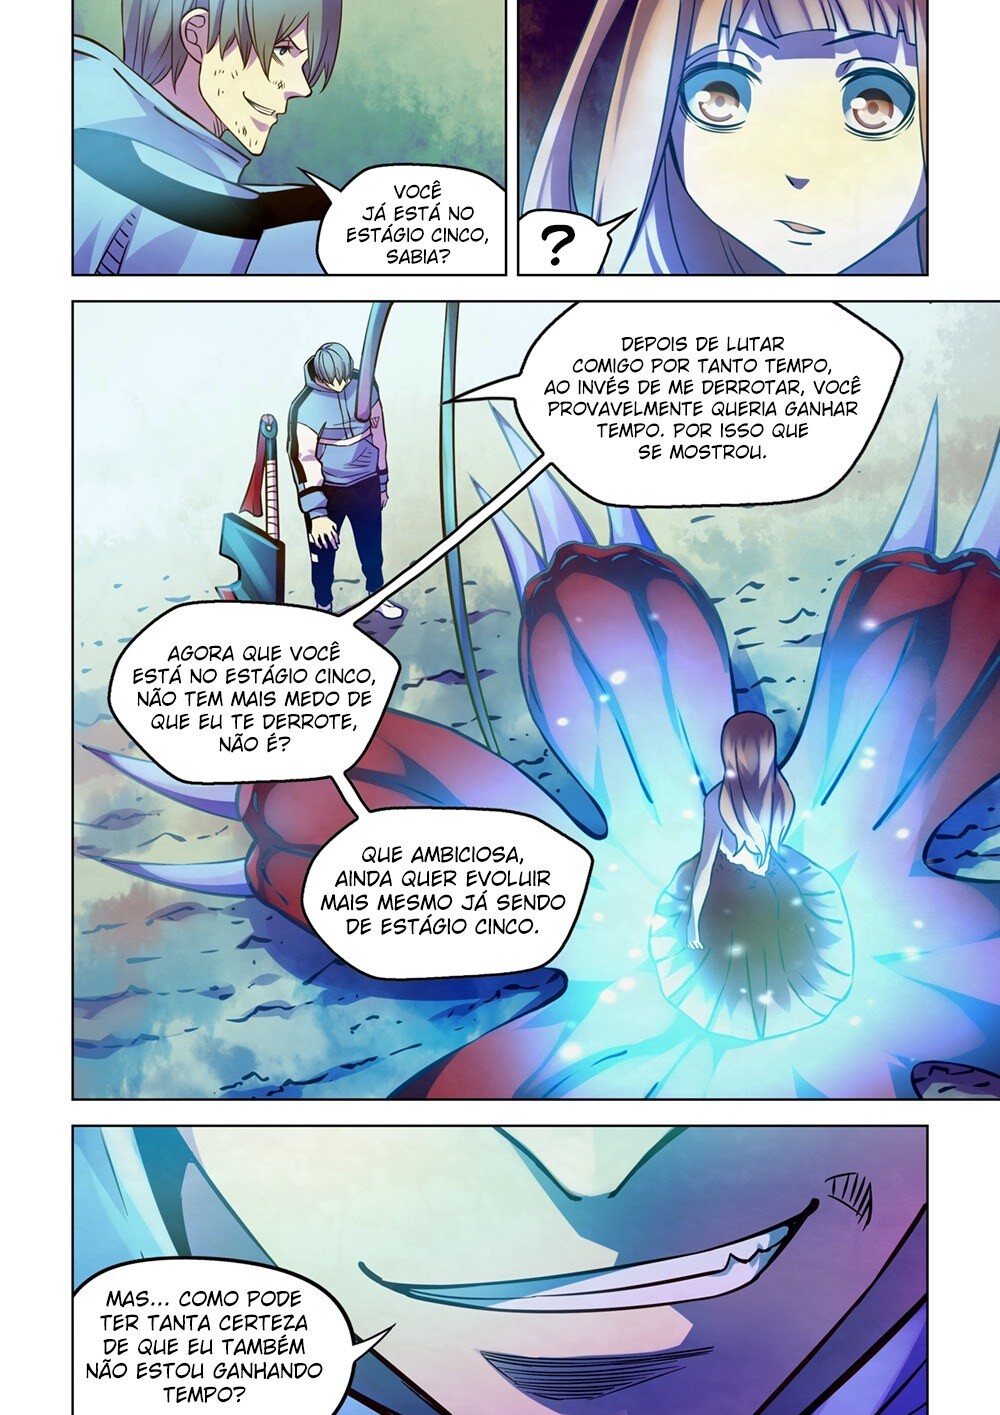 VOCÊ
JÁ ESTÁ NO
ESTÁGIO CINCO,
SABIA?
?
DEPOIS DE LUTAR
COMIGO POR TANTO TEMPO,
AO INVÉS DE ME DERROTAR, VOCÊ
PROVAVELMENTE QUERIA GANHAR
TEMPO. POR ISSO QUE
SE MOSTROU.
AGORA QUE VOCÊ
ESTÁ NO ESTÁGIO CINCO,
NÃO TEM MAIS MEDO DE
QUE EU TE DERROTE,
NÃO É?
QUE AMBICIOSA,
AINDA QUER EVOLUIR
MAIS MESMO JÁ SENDO
DE ESTÁGIO CINCO.
MAS... COMO PODE
TER TANTA CERTEZA
DE QUE EU TAMBÉM
NÃO ESTOU GANHANDO
TEMPO?